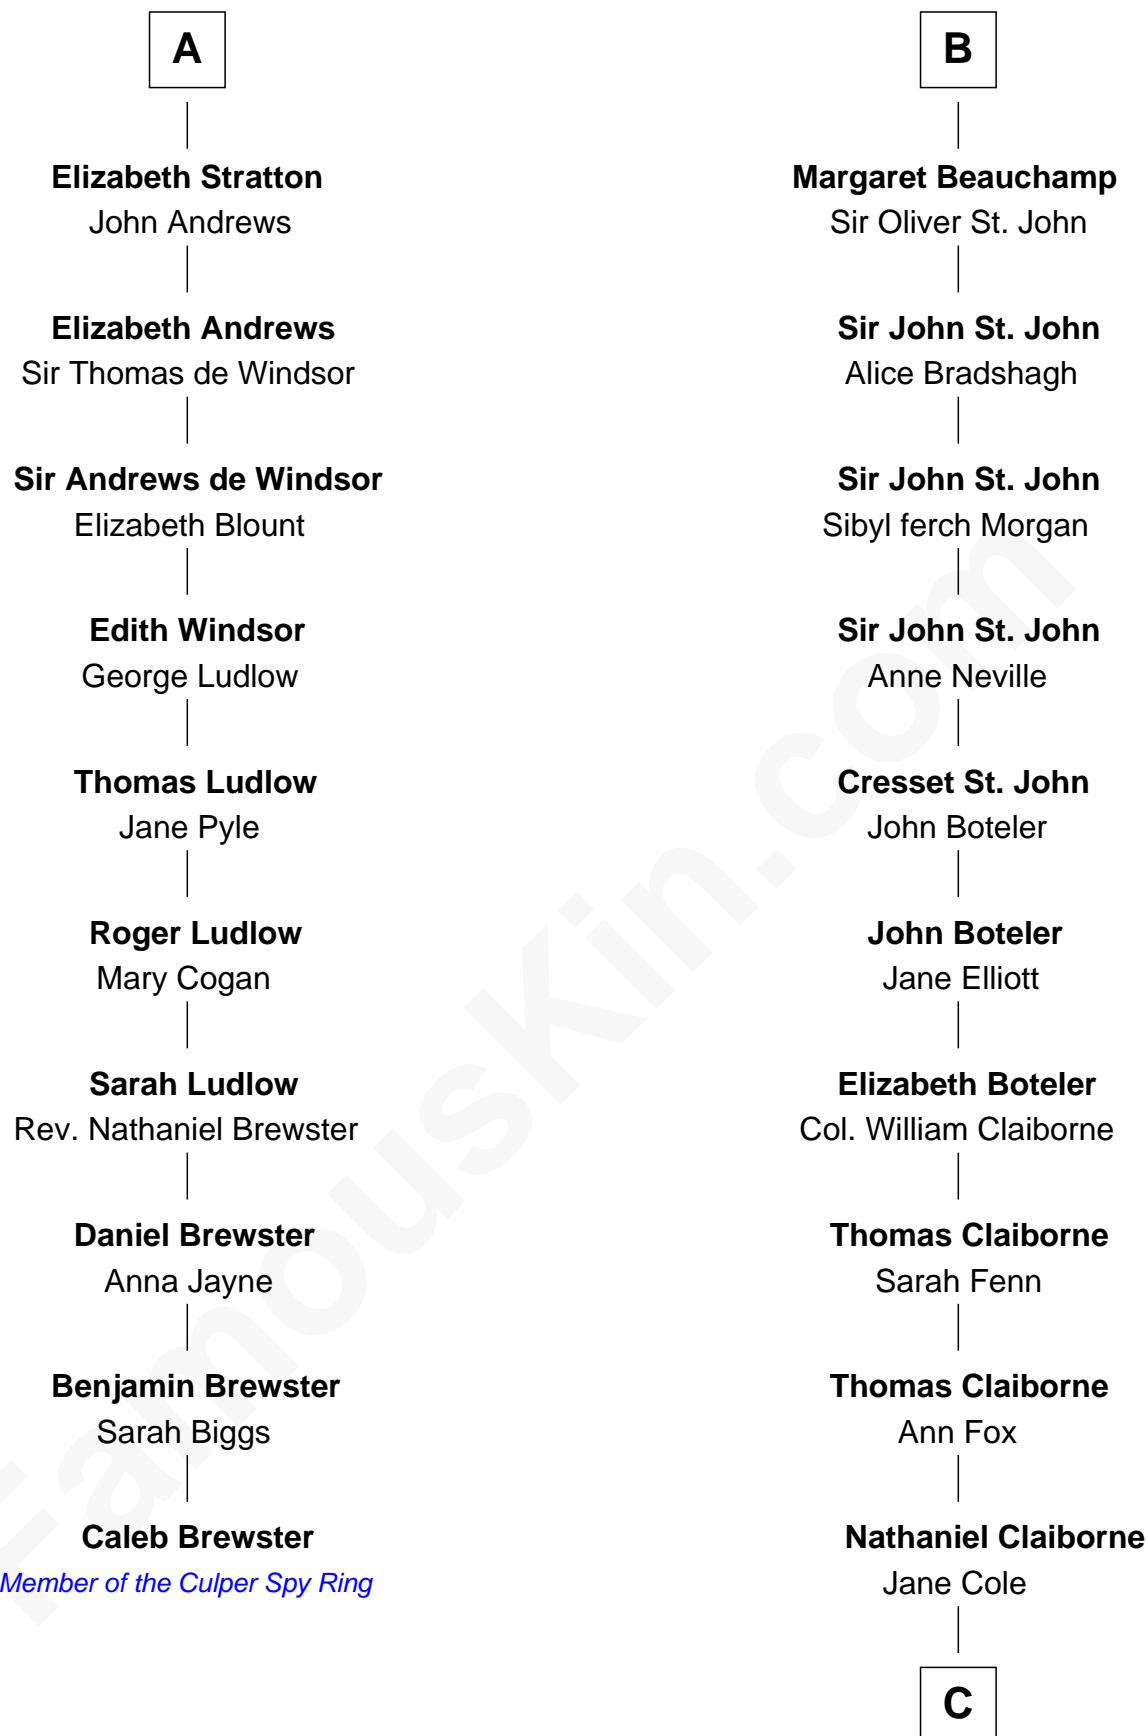 A
Elizabeth Stratton
John Andrews
Elizabeth Andrews
Sir Thomas de Windsor
Sir Andrews de Windsor
Elizabeth Blount
Edith Windsor
George Ludlow
Thomas Ludlow
Jane Pyle
Roger Ludlow
Mary Cogan
Sarah Ludlow
Rev. Nathaniel Brewster
Daniel Brewster
Anna Jayne
Benjamin Brewster
Sarah Biggs
Caleb Brewster
Member of the Culper Spy Ring
B
Margaret Beauchamp
Sir Oliver St. John
Sir John St. John
Alice Bradshagh
Sir John St. John
Sibyl ferch Morgan
Sir John St. John
Anne Neville
Cresset St. John
John Boteler
John Boteler
Jane Elliott
Elizabeth Boteler
Col. William Claiborne
Thomas Claiborne
Sarah Fenn
Thomas Claiborne
Ann Fox
Nathaniel Claiborne
Jane Cole
C
FamousKin.com